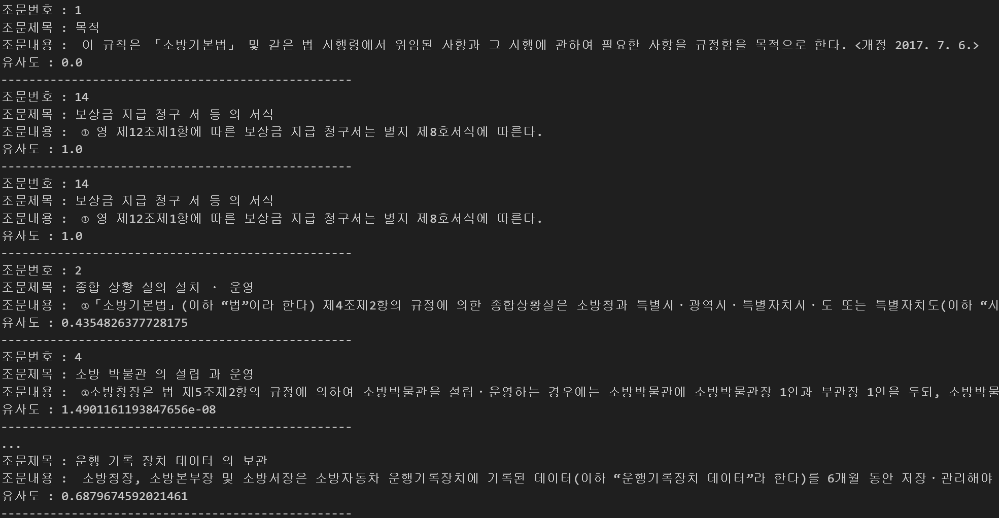 조문번호 : 1
조문제목 : 목적
조문내용 :  이 규칙은 「소방기본법」 및 같은 법 시행령에서 위임된 사항과 그 시행에 관하여 필요한 사항을 규정함을 목적으로 한다. <개정 2017. 7. 6.>
유사도 : 0.0
--------------------------------------------------
조문번호 : 14
조문제목 : 보상금 지급 청구 서 등 의 서식
조문내용 :  ① 영 제12조제1항에 따른 보상금 지급 청구서는 별지 제8호서식에 따른다.
유사도 : 1.0
--------------------------------------------------
조문번호 : 14
조문제목 : 보상금 지급 청구 서 등 의 서식
조문내용 :  ① 영 제12조제1항에 따른 보상금 지급 청구서는 별지 제8호서식에 따른다.
유사도 : 1.0
--------------------------------------------------
조문번호 : 2
조문제목 : 종합 상황 실의 설치 · 운영
조문내용 :  ①「소방기본법」(이하 “법”이라 한다) 제4조제2항의 규정에 의한 종합상황실은 소방청과 특별시·광역시·특별자치시·도 또는 특별자치도(이하 “시
유사도 : 0.4354826377728175
--------------------------------------------------
조문번호 : 4
조문제목 : 소방 박물관 의 설립 과 운영
조문내용 :  ①소방청장은 법 제5조제2항의 규정에 의하여 소방박물관을 설립·운영하는 경우에는 소방박물관에 소방박물관장 1인과 부관장 1인을 두되, 소방박물
유사도 : 1.4901161193847656e-08
--------------------------------------------------
...
조문제목 : 운행 기록 장치 데이터 의 보관
조문내용 :  소방청장, 소방본부장 및 소방서장은 소방자동차 운행기록장치에 기록된 데이터(이하 “운행기록장치 데이터”라 한다)를 6개월 동안 저장·관리해야
유사도 : 0.6879674592021461
--------------------------------------------------